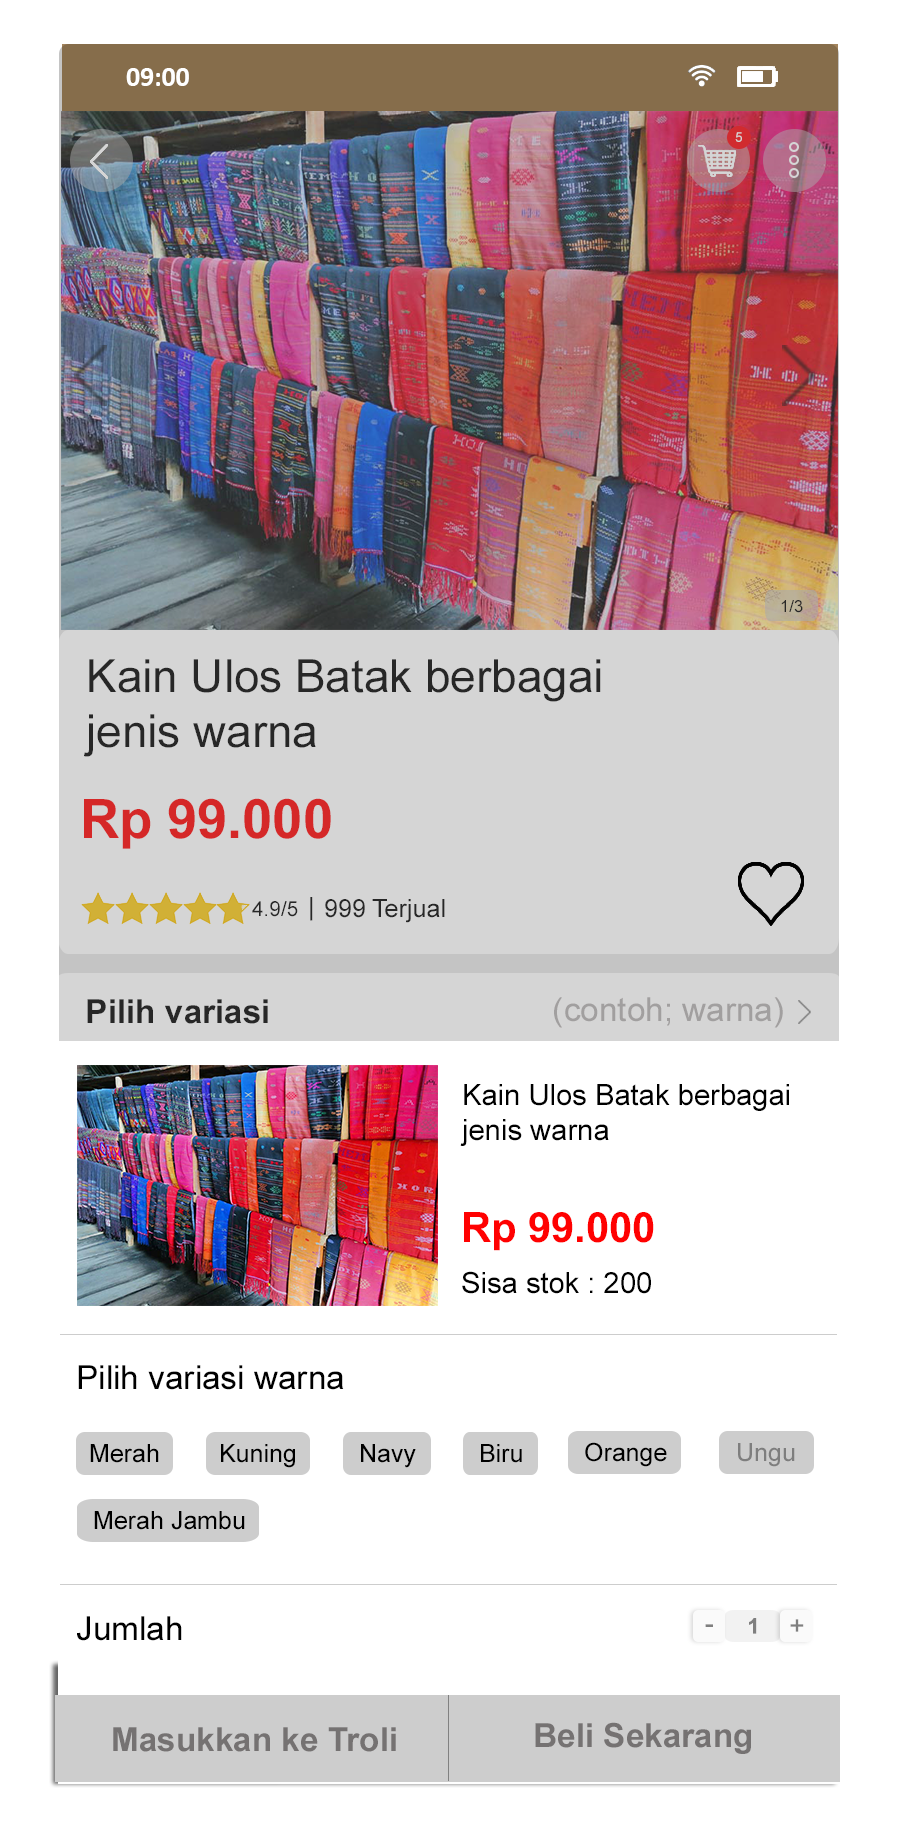 09:00
5
1/3
Kain Ulos Batak berbagai
jenis warna
Rp 99.000
4.9/5 | 999 Terjual
Pilih variasi (contoh; warna)
Kain Ulos Batak berbagai
jenis warna
Rp 99.000
Sisa stok : 200
Pilih variasi warna
Merah Kuning Navy Biru Orange Ungu
Merah Jambu
Jumlah - 1 +
Masukkan ke Troli Beli Sekarang